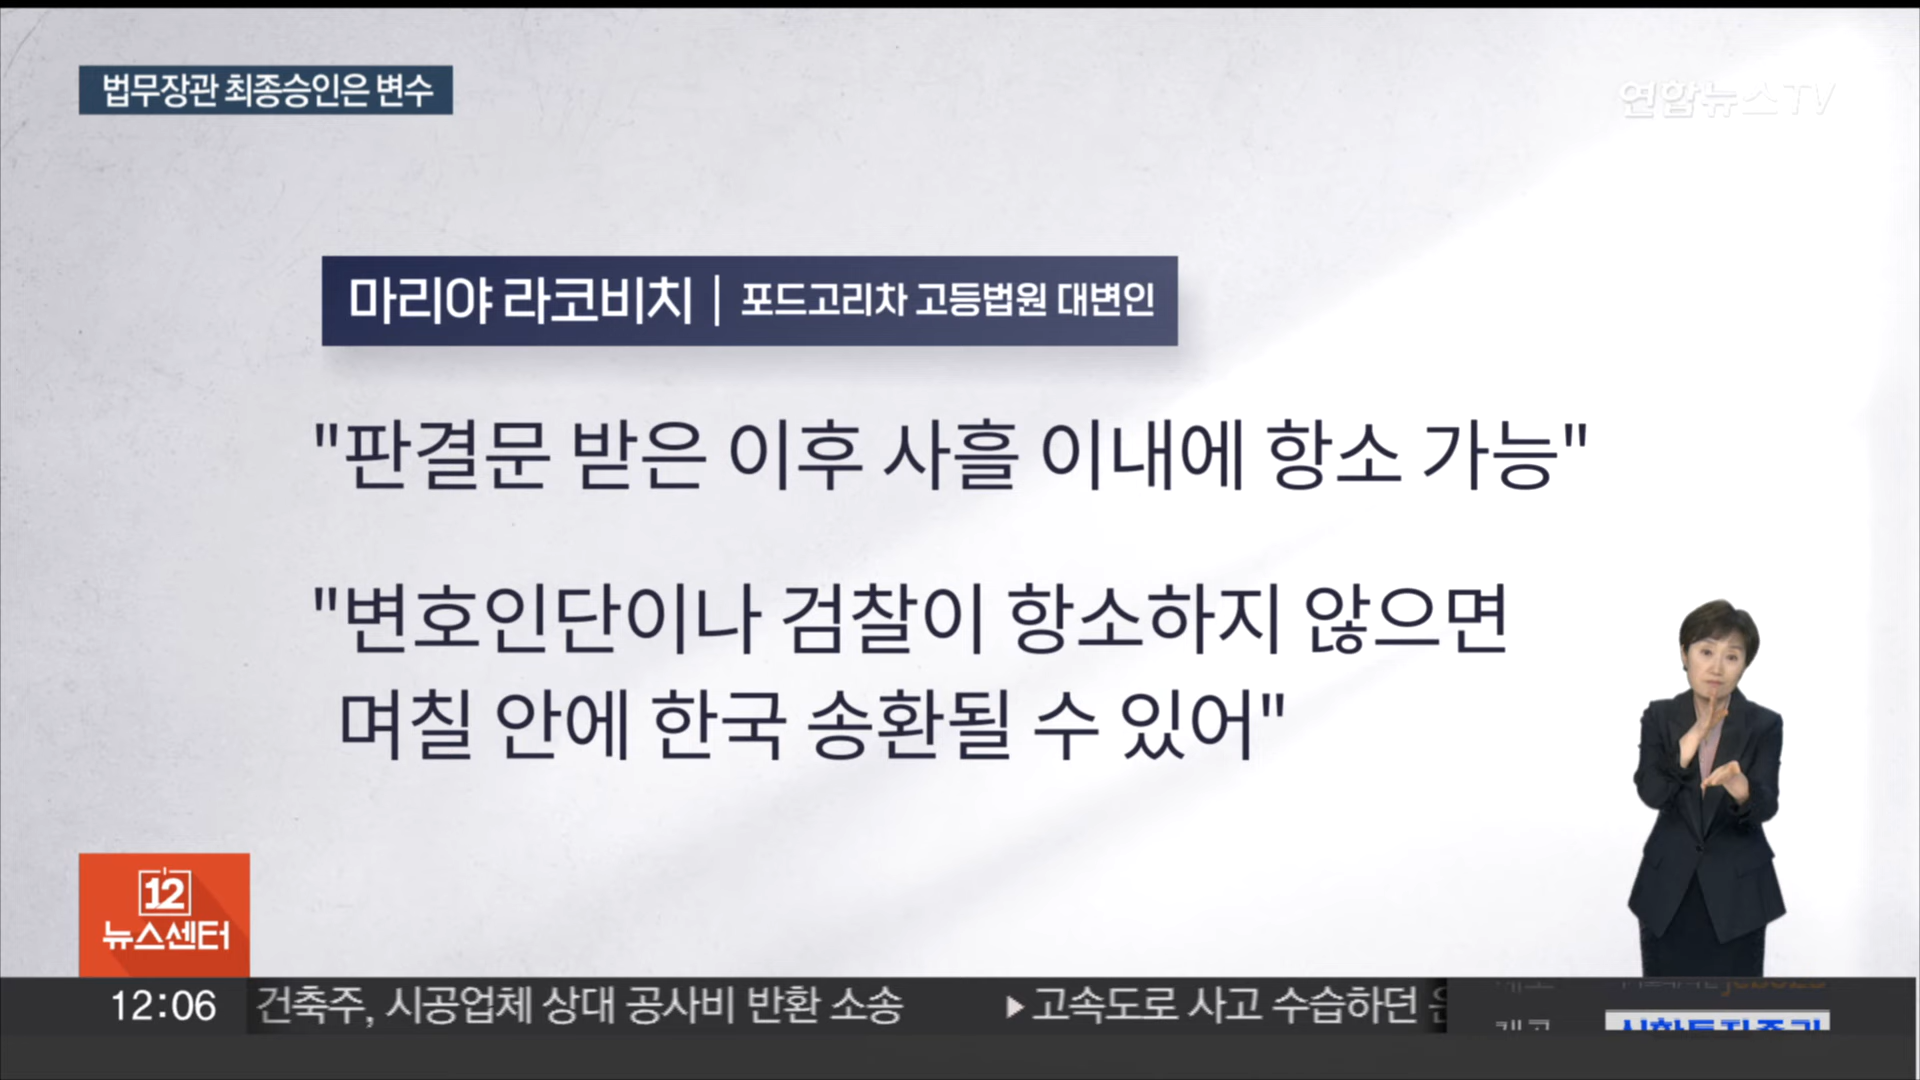 법무장관 최종승인은 변수
연합뉴스TV
마리야 라코비치 | 포드고리차 고등법원 대변인
"판결문 받은 이후 사흘 이내에 항소 가능"
"변호인단이나 검찰이 항소하지 않으면
며칠 안에 한국 송환될 수 있어"
12
뉴스센터
12:06 건축주, 시공업체 상대 공사비 반환 소송 ▶고속도로 사고 수습하던